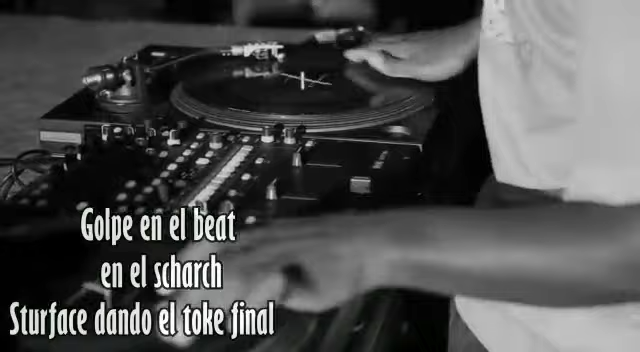 Golpe en el beat
en el scharch
Sturface dando el toke final